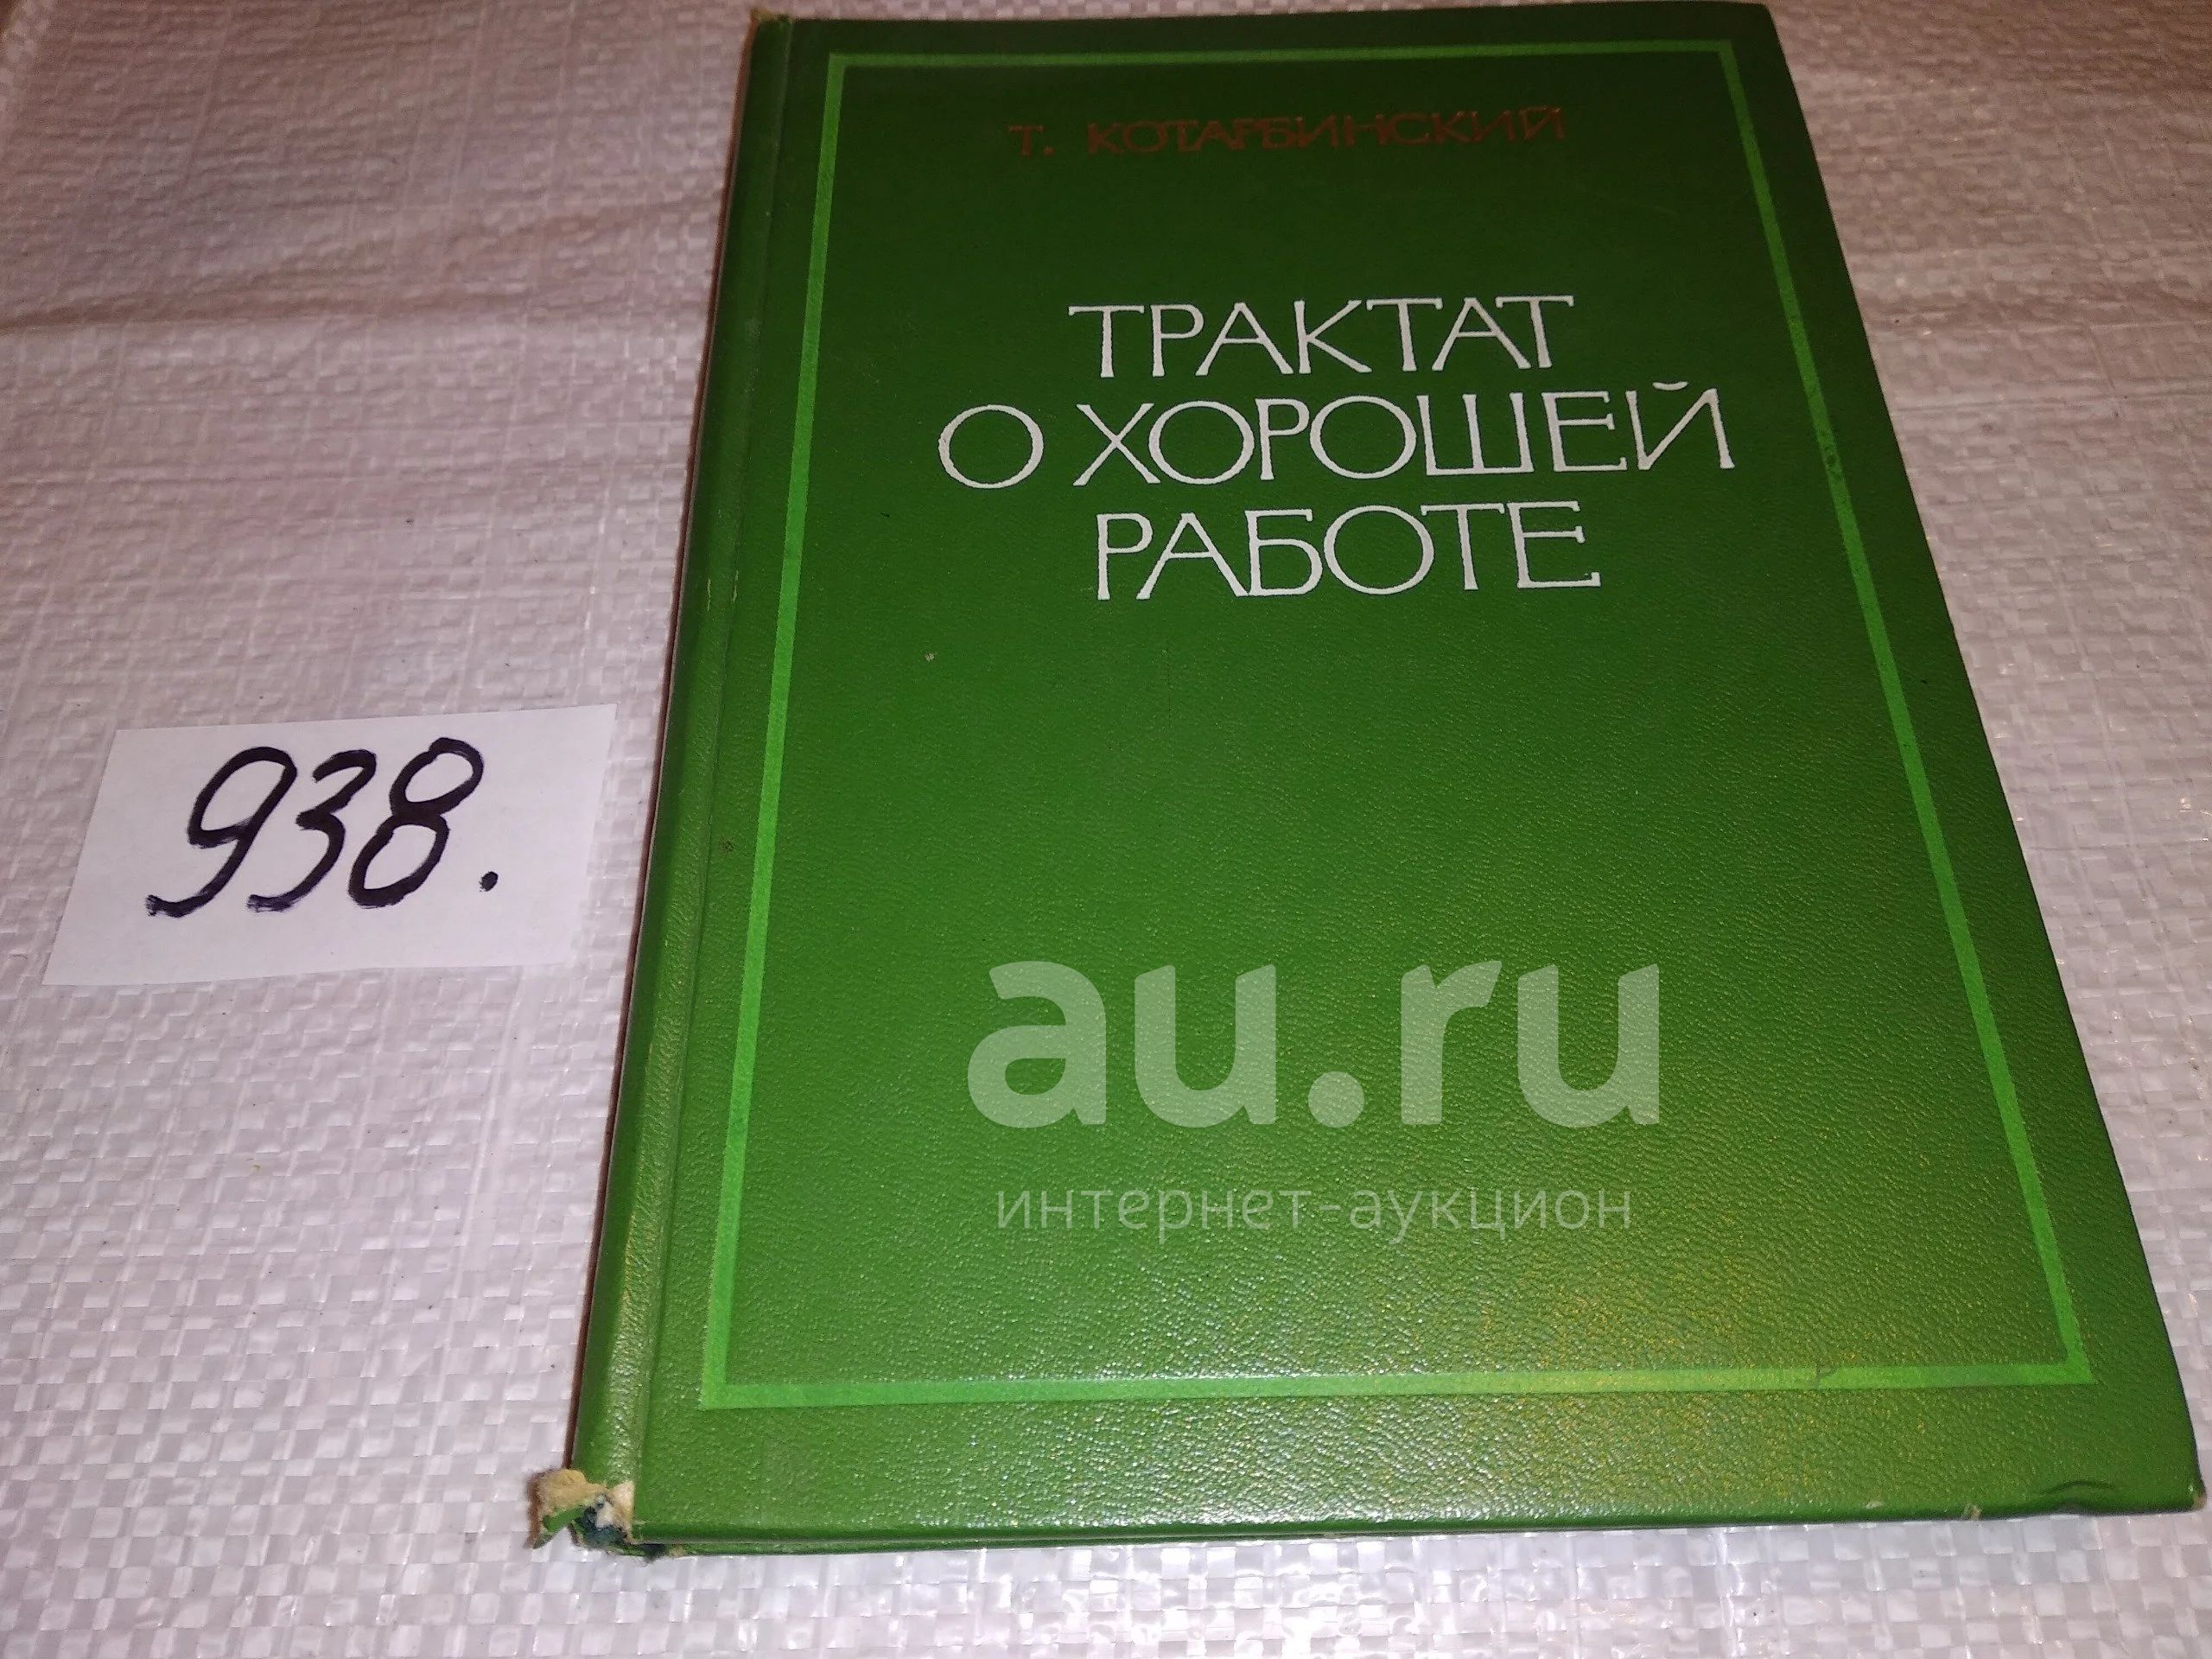 Т. КОТАРБИНСКИЙ
ТРАКТАТ
О ХОРОШЕЙ
РАБОТЕ
938.
au.ru
интернет-аукцион